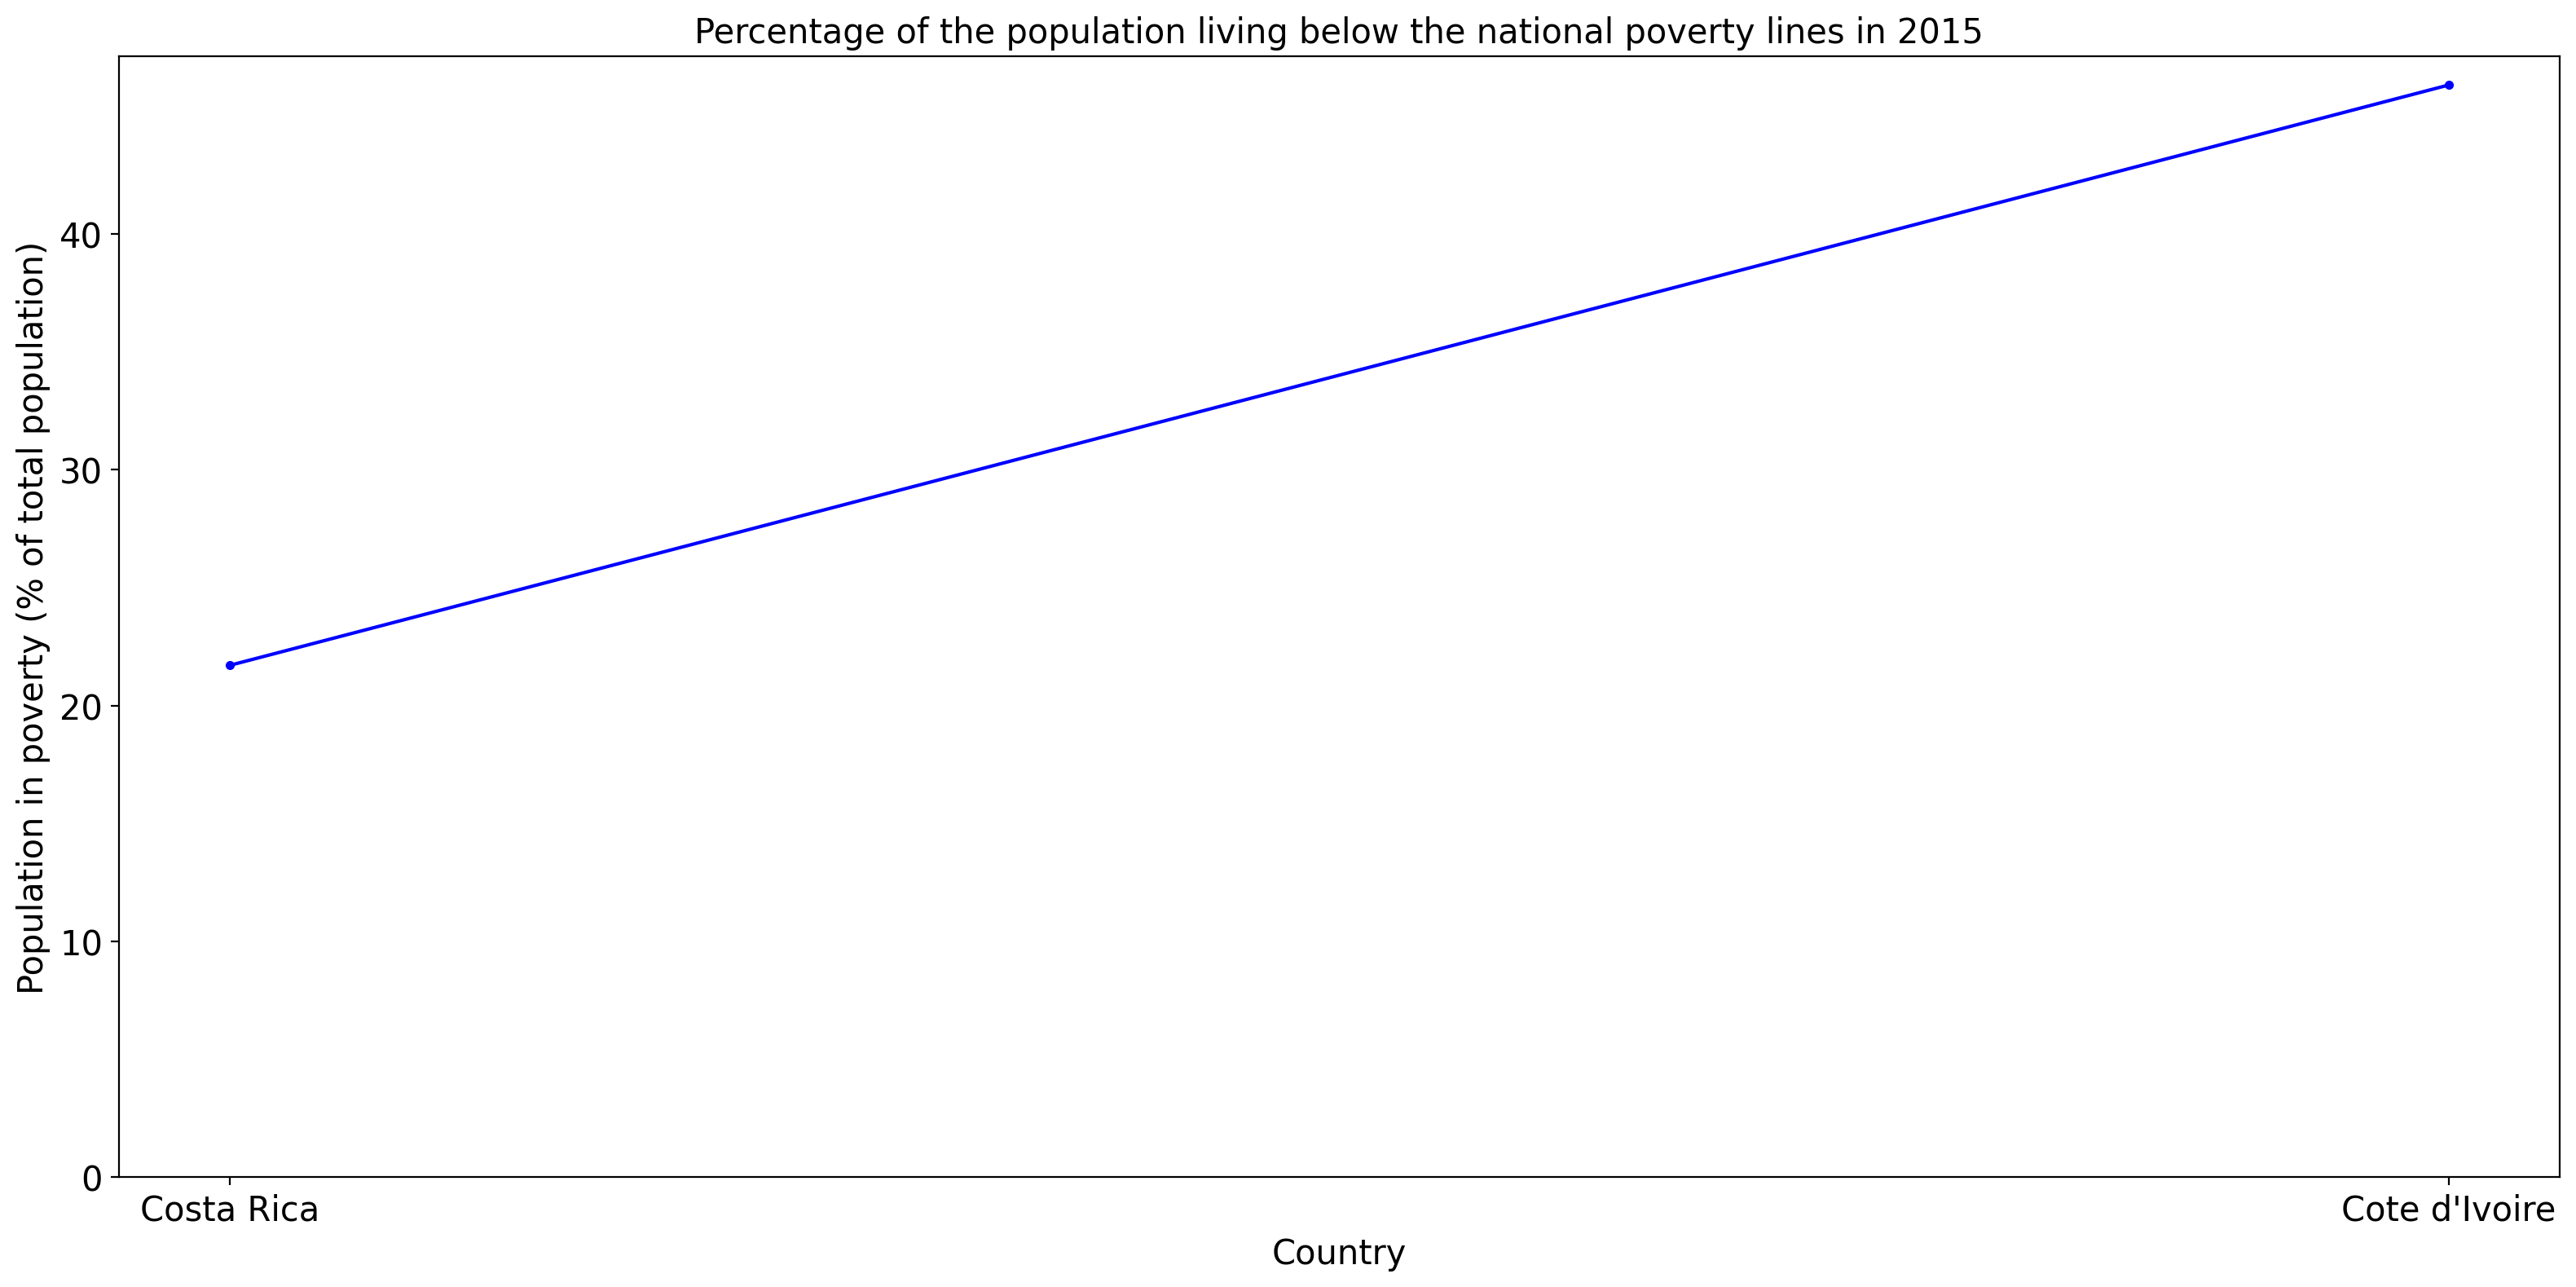 Percentage of the population living below the national poverty lines in 2015
Population in poverty (% of total population)
40
30
20
10
0
Costa Rica
Cote d'Ivoire
Country